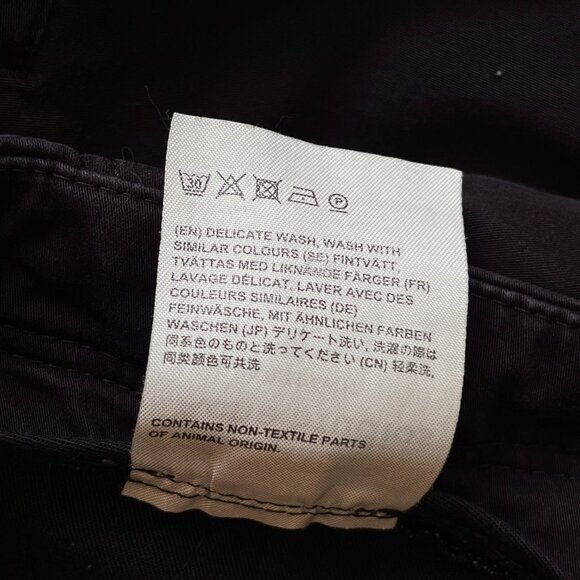 30 P
(EN) DELICATE WASH, WASH WITH
SIMILAR COLOURS (SE) FINTVÄTT,
TVÄTTAS MED LIKNANDE FÄRGER (FR)
LAVAGE DÉLICAT, LAVER AVEC DES
COULEURS SIMILAIRES (DE)
FEINWÄSCHE, MIT ÄHNLICHEN FARBEN
WASCHEN (JP) デリケート洗い, 洗濯の際は
同系色のものと洗ってください (CN) 轻柔洗,
同类颜色可共洗
CONTAINS NON-TEXTILE PARTS
OF ANIMAL ORIGIN.